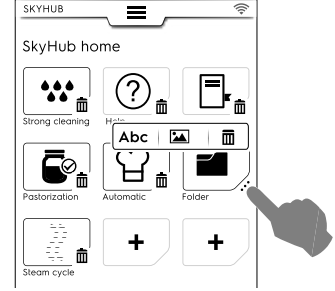 SKYHUB
SkyHub home
Strong cleaning
Help
Abc
Pastorization
Automatic
Folder
Steam cycle